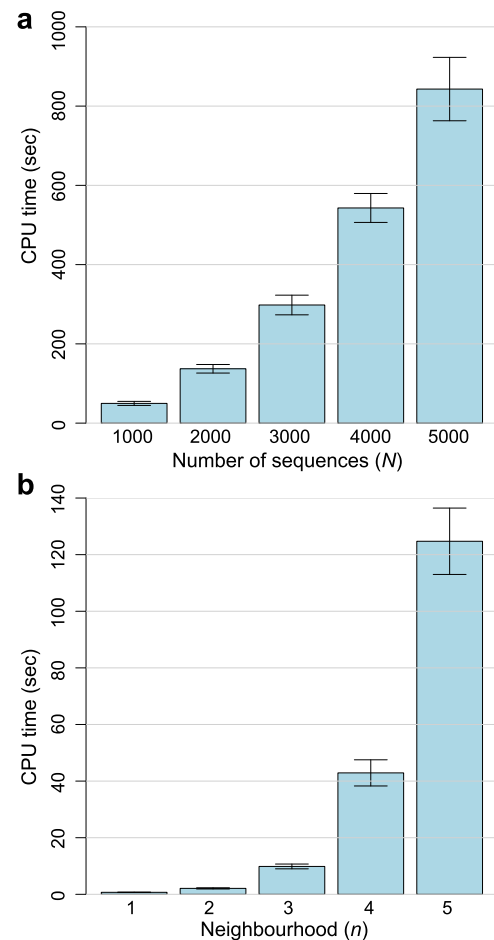 a
CPU time (sec)
1000
800
600
400
200
0
1000 2000 3000 4000 5000
Number of sequences (N)
b
CPU time (sec)
140
120
100
80
60
40
20
0
1 2 3 4 5
Neighbourhood (n)